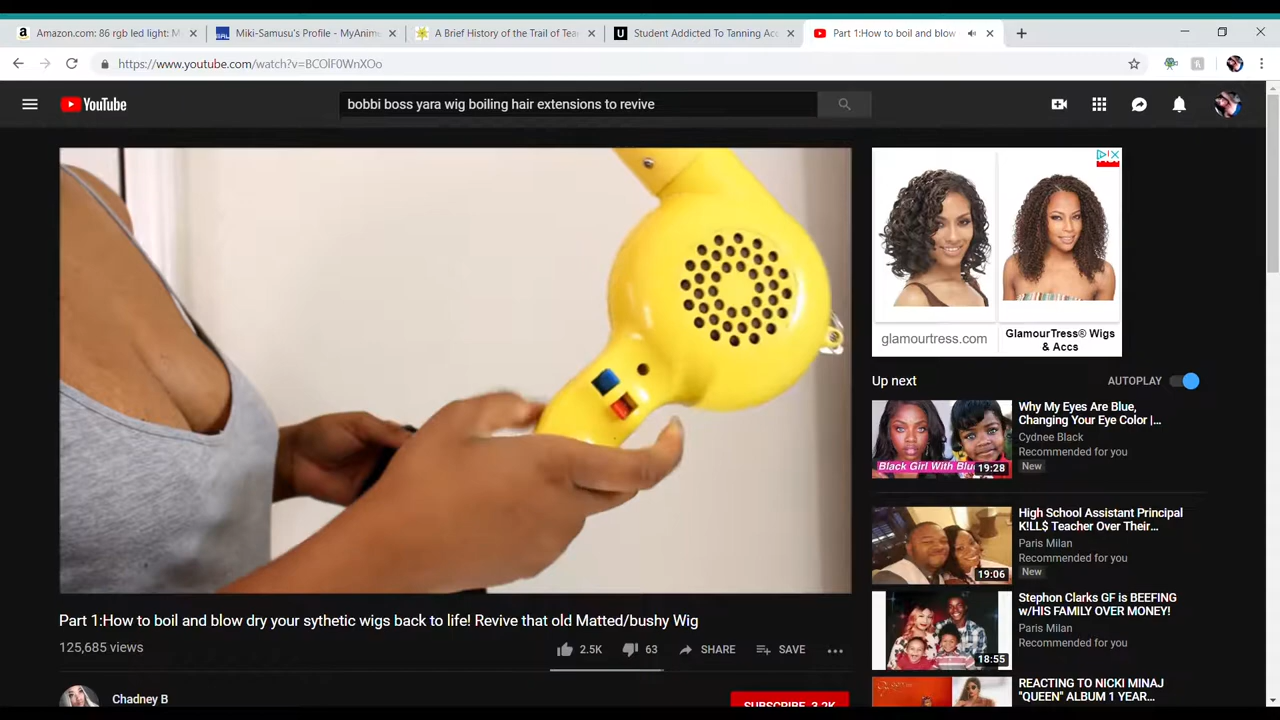 Amazon.com: 86 rgb led light: M
Miki-Samusu's Profile - MyAnim
A Brief History of the Trail of Tea
Student Addicted To Tanning Acc
Part 1:How to boil and blow
https://www.youtube.com/watch?v=BCOlF0WnXOo
YouTube
bobbi boss yara wig boiling hair extensions to revive
glamourtress.com
GlamourTress® Wigs
& Accs
Up next
AUTOPLAY
Why My Eyes Are Blue,
Changing Your Eye Color |...
Cydnee Black
Recommended for you
New
Black Girl With Blu
19:28
High School Assistant Principal
K!LL$ Teacher Over Their...
Paris Milan
Recommended for you
New
19:06
Stephon Clarks GF is BEEFING
w/HIS FAMILY OVER MONEY!
Paris Milan
Recommended for you
18:55
REACTING TO NICKI MINAJ
"QUEEN" ALBUM 1 YEAR...
Part 1:How to boil and blow dry your sythetic wigs back to life! Revive that old Matted/bushy Wig
125,685 views
2.5K
63
SHARE
SAVE
Chadney B
SUBSCRIBE 3.2K